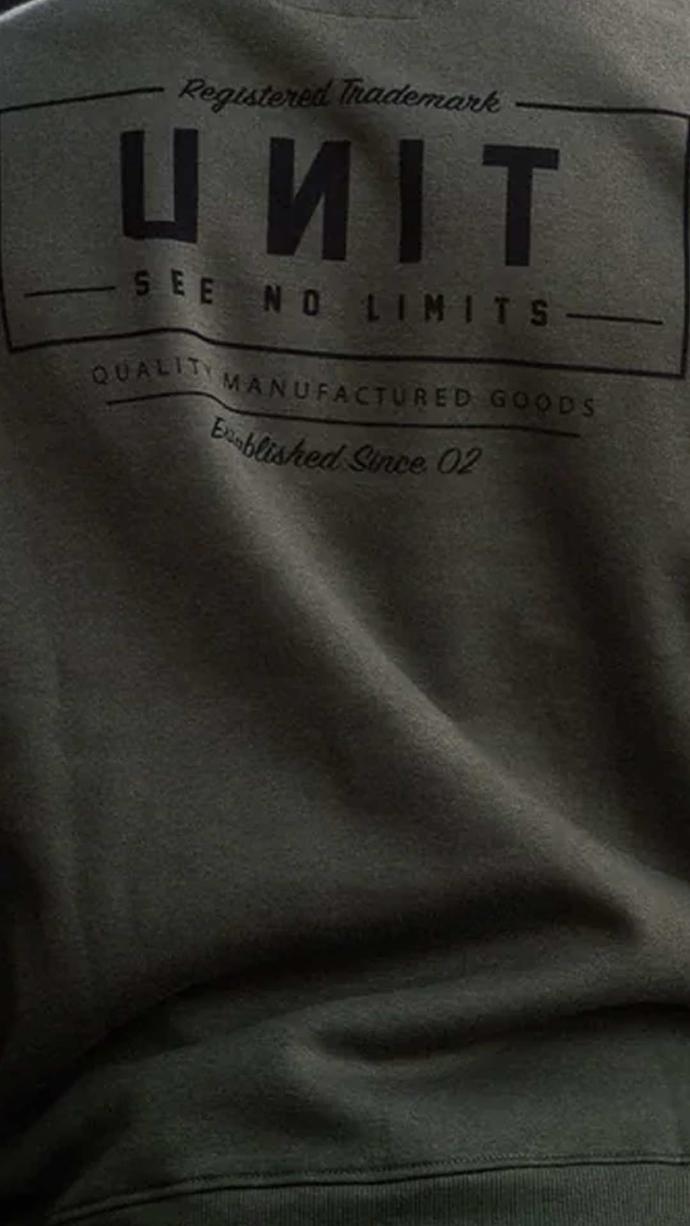 Registered Trademark
UNIT
SEE NO LIMITS
QUALITY MANUFACTURED GOODS
Established Since 02